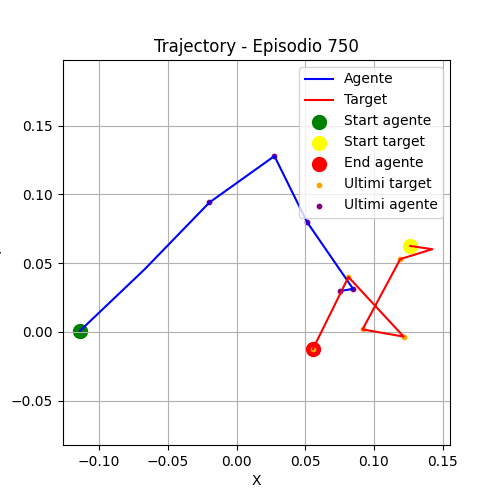 Trajectory - Episodio 750
Agente
Target
Start agente
Start target
End agente
Ultimi target
Ultimi agente
0.15
0.10
0.05
0.00
−0.05
−0.10
−0.05
0.00
0.05
0.10
0.15
X